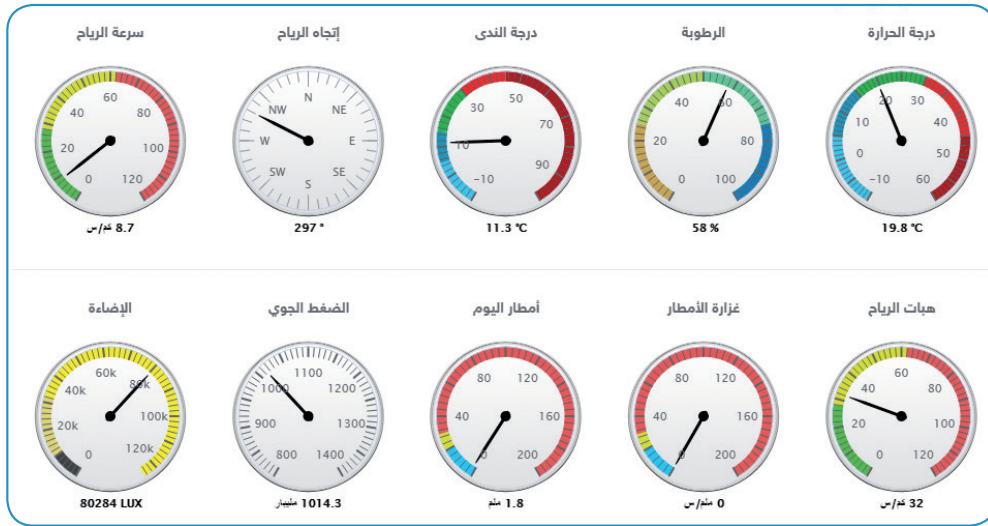 درجة الحرارة
الرطوبة
درجة الندى
إتجاه الرياح
سرعة الرياح
-10 0 10 20 30 40 50 60
0 20 40 60 80 100
-10 10 30 50 70 90
N NE E SE S SW W NW
0 20 40 60 80 100 120
19.8 °C
58 %
11.3 °C
297 °
8.7 كم/س
هبات الرياح
غزارة الأمطار
أمطار اليوم
الضغط الجوي
الإضاءة
0 20 40 60 80 100 120
0 40 80 120 160 200
0 40 80 120 160 200
800 900 1000 1100 1200 1300 1400
0 20k 40k 60k 80k 100k 120k
32 كم/س
0 ملم/س
1.8 ملم
1014.3 مليبار
80284 LUX